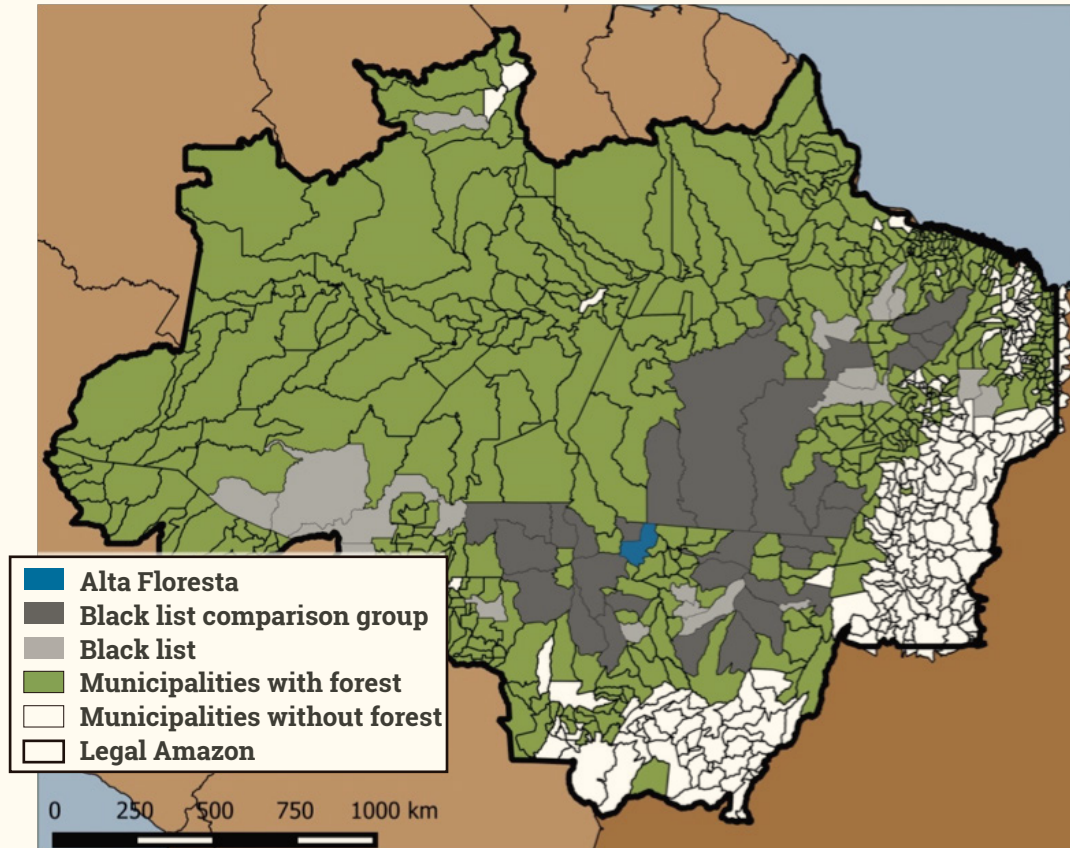 Alta Floresta
Black list comparison group
Black list
Municipalities with forest
Municipalities without forest
Legal Amazon
0 250 500 750 1000 km